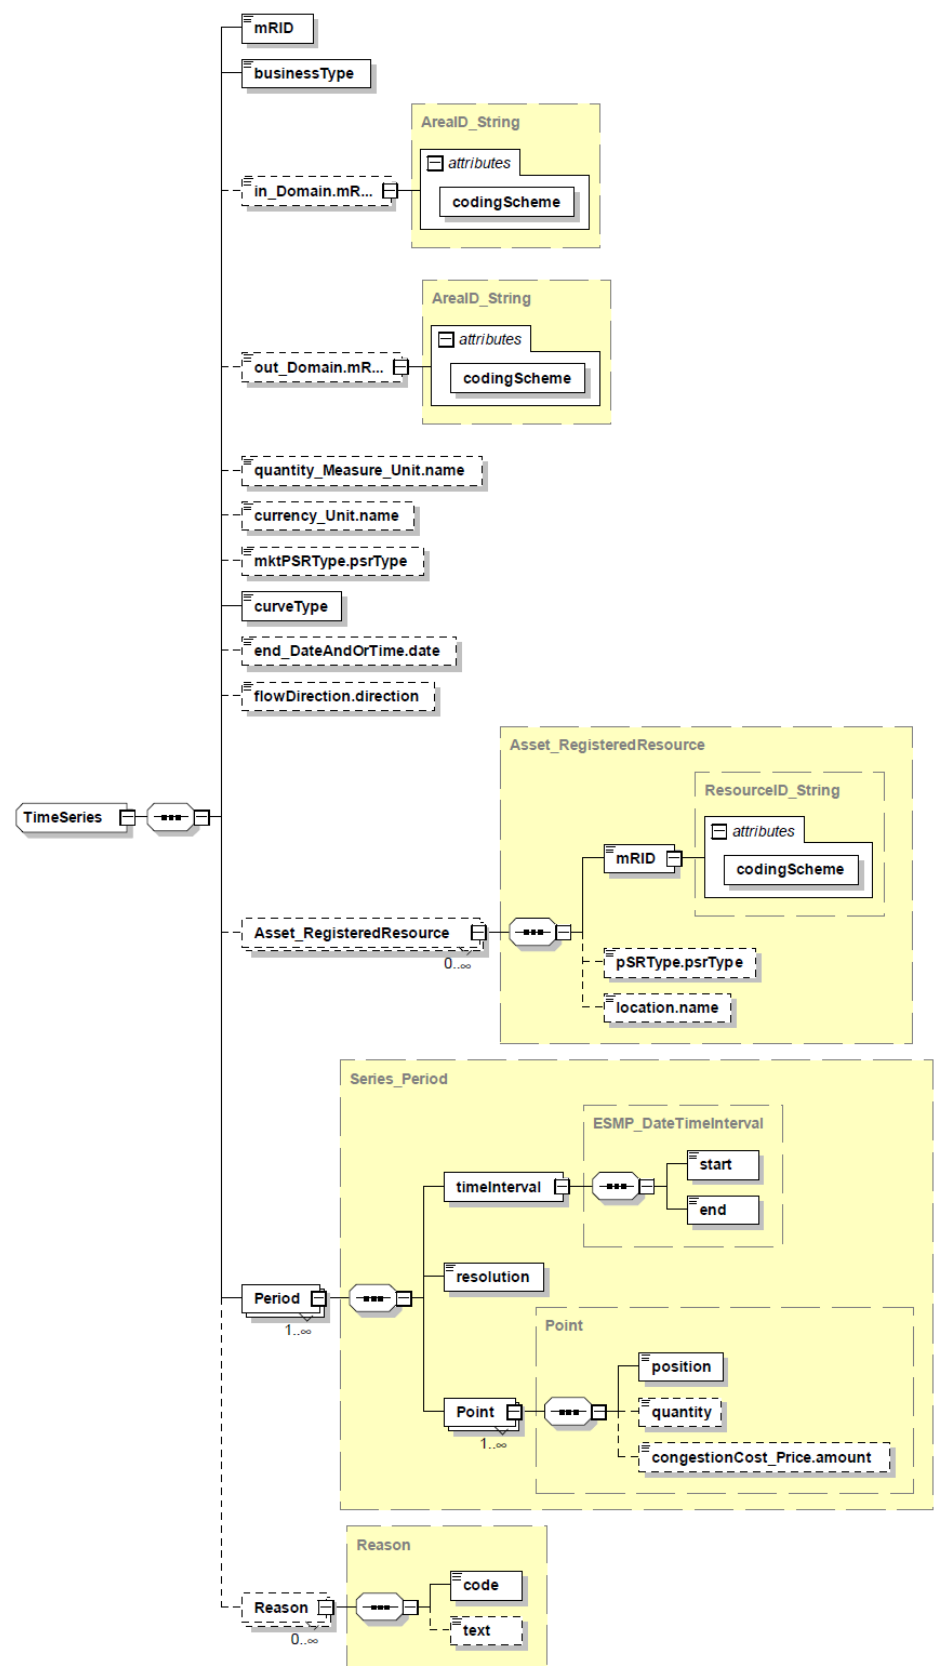 mRID
businessType
AreaID_String
attributes
in_Domain.mR...
codingScheme
AreaID_String
attributes
out_Domain.mR...
codingScheme
quantity_Measure_Unit.name
currency_Unit.name
mktPSRType.psrType
curveType
end_DateAndOrTime.date
flowDirection.direction
Asset_RegisteredResource
ResourceID_String
TimeSeries
attributes
mRID
codingScheme
Asset_RegisteredResource
0..∞
pSRType.psrType
location.name
Series_Period
ESMP_DateTimeInterval
start
timeInterval
end
resolution
Period
1..∞
Point
position
Point
quantity
1..∞
congestionCost_Price.amount
Reason
code
Reason
text
0..∞